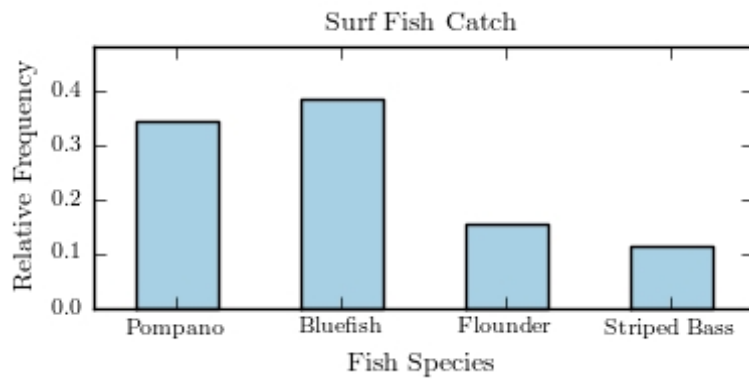 Surf Fish Catch
Relative Frequency
0.4
0.3
0.2
0.1
0.0
Pompano Bluefish Flounder Striped Bass
Fish Species